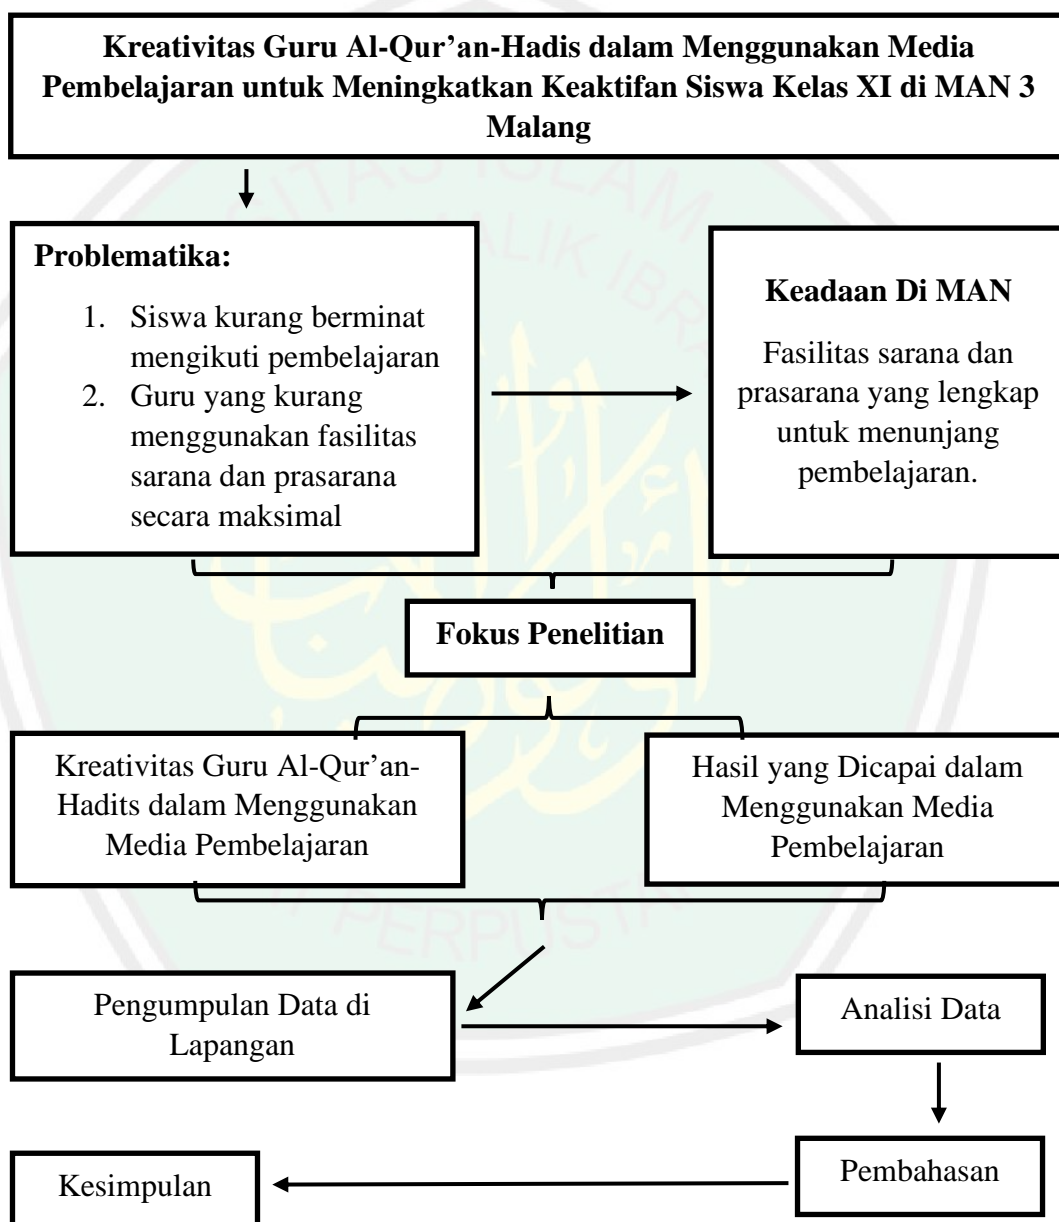 Kreativitas Guru Al-Qur’an-Hadis dalam Menggunakan Media
Pembelajaran untuk Meningkatkan Keaktifan Siswa Kelas XI di MAN 3
Malang
Problematika:
1. Siswa kurang berminat
mengikuti pembelajaran
2. Guru yang kurang
menggunakan fasilitas
sarana dan prasarana
secara maksimal
Keadaan Di MAN
Fasilitas sarana dan
prasarana yang lengkap
untuk menunjang
pembelajaran.
Fokus Penelitian
Kreativitas Guru Al-Qur’an-
Hadits dalam Menggunakan
Media Pembelajaran
Hasil yang Dicapai dalam
Menggunakan Media
Pembelajaran
Pengumpulan Data di
Lapangan
Analisi Data
Pembahasan
Kesimpulan